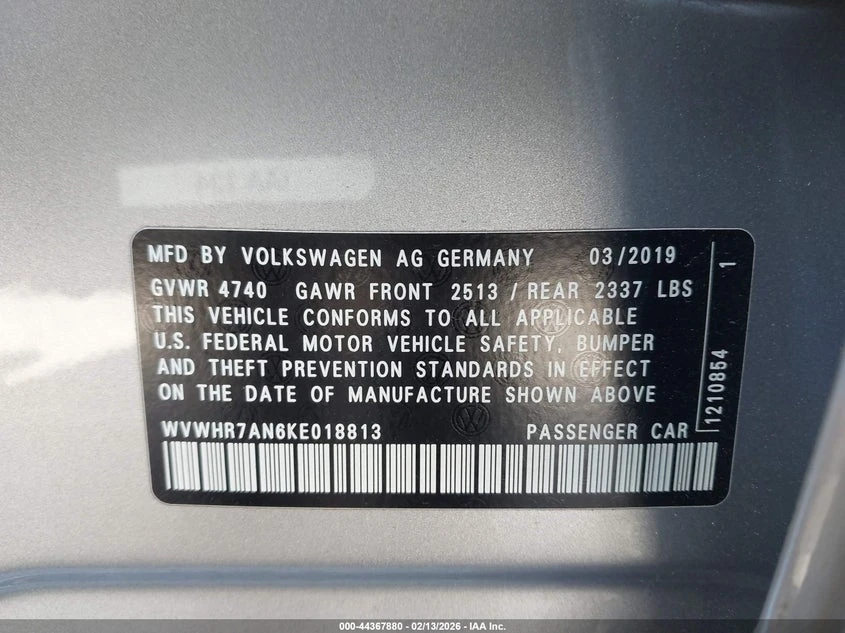 MFD BY VOLKSWAGEN AG GERMANY 03/2019
GVWR 4740 GAWR FRONT 2513 / REAR 2337 LBS
THIS VEHICLE CONFORMS TO ALL APPLICABLE
U.S. FEDERAL MOTOR VEHICLE SAFETY, BUMPER
AND THEFT PREVENTION STANDARDS IN EFFECT
ON THE DATE OF MANUFACTURE SHOWN ABOVE
WVWHR7AN6KE018813 PASSENGER CAR
1210854 1
000-44367880 - 02/13/2026 - IAA Inc.